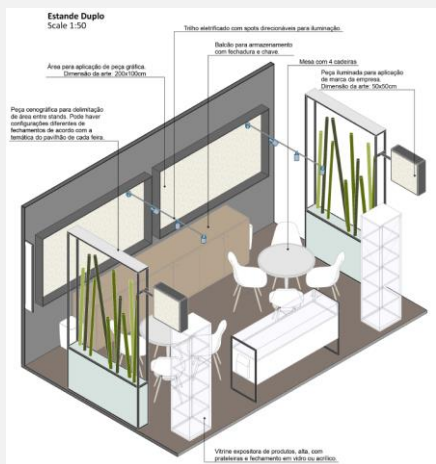 Estande Duplo
Scale 1:50
Trilho eletrificado com spots direcionáveis para iluminação.
Balcão para armazenamento
com fechadura e chave.
Mesa com 4 cadeiras
Área para aplicação de peça gráfica.
Dimensão da arte: 200x100cm
Peça iluminada para aplicação
de marca da empresa.
Dimensão da arte: 50x50cm
Peça cenográfica para delimitação
de área entre stands. Pode haver
configurações diferentes de
fechamentos de acordo com a
temática do pavilhão de cada feira.
Vitrine expositora de produtos, alta, com
prateleiras e fechamento em vidro ou acrílico.